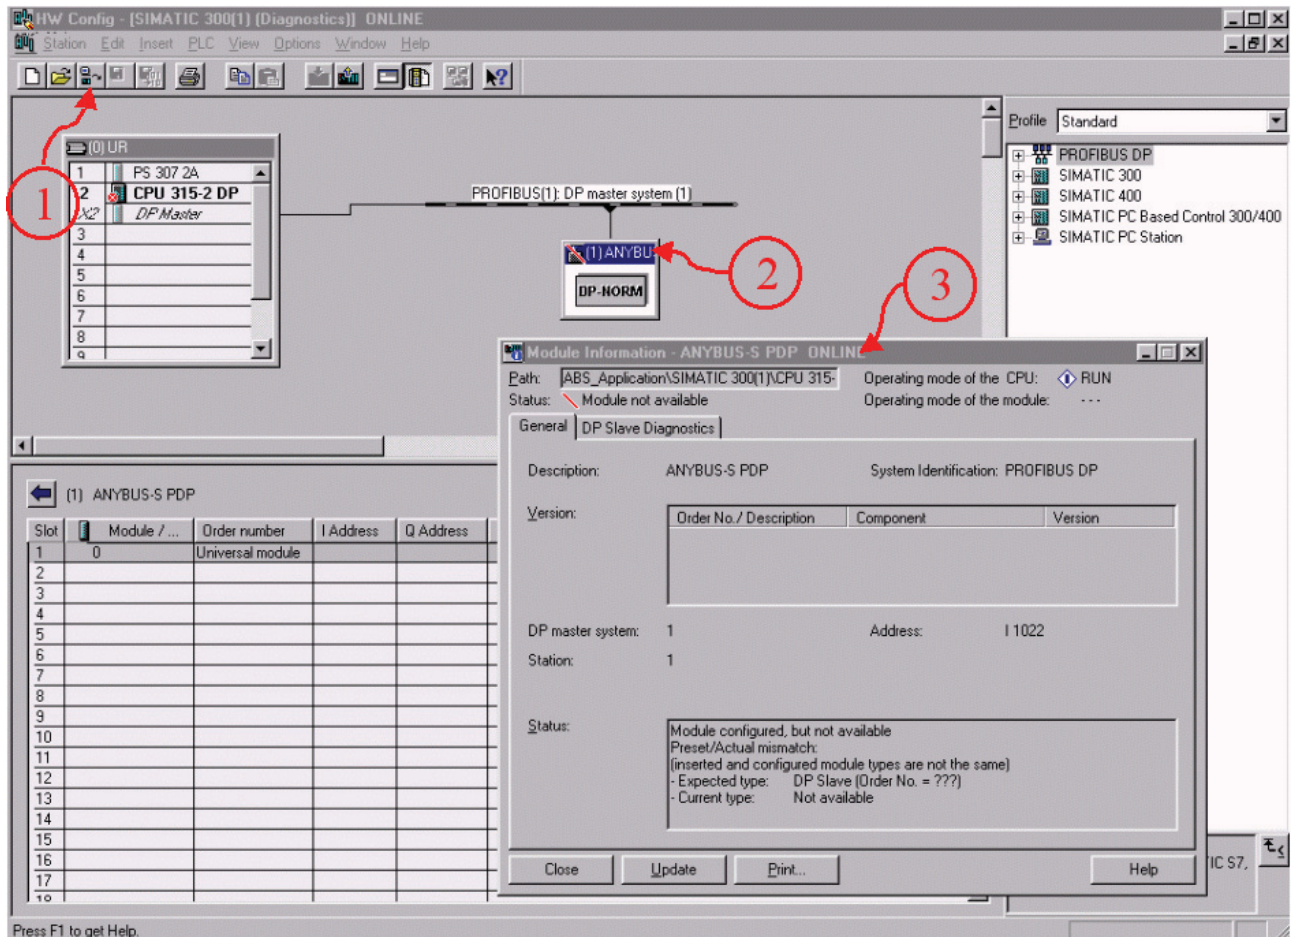 HW Config - [SIMATIC 300(1) (Diagnostics)] ONLINE
Station Edit Insert PLC View Options Window Help
1
(0) UR
1 PS 307 2A
2 CPU 315-2 DP
X2 DP Master
3
4
5
6
7
8
9
PROFIBUS(1): DP master system (1)
(1) ANYBU
DP-NORM
2
3
Profile Standard
PROFIBUS DP
SIMATIC 300
SIMATIC 400
SIMATIC PC Based Control 300/400
SIMATIC PC Station
(1) ANYBUS-S PDP
Slot Module / ... Order number I Address Q Address
1 0 Universal module
2
3
4
5
6
7
8
9
10
11
12
13
14
15
16
17
18
Module Information - ANYBUS-S PDP ONLINE
Path: ABS_Application\SIMATIC 300(1)\CPU 315- Operating mode of the CPU: RUN
Status: Module not available Operating mode of the module: - - -
General DP Slave Diagnostics
Description: ANYBUS-S PDP System Identification: PROFIBUS DP
Version: Order No./ Description Component Version
DP master system: 1 Address: I 1022
Station: 1
Status: Module configured, but not available
Preset/Actual mismatch:
(inserted and configured module types are not the same)
- Expected type: DP Slave (Order No. = ???)
- Current type: Not available
Close Update Print... Help
TIC S7,
Press F1 to get Help.